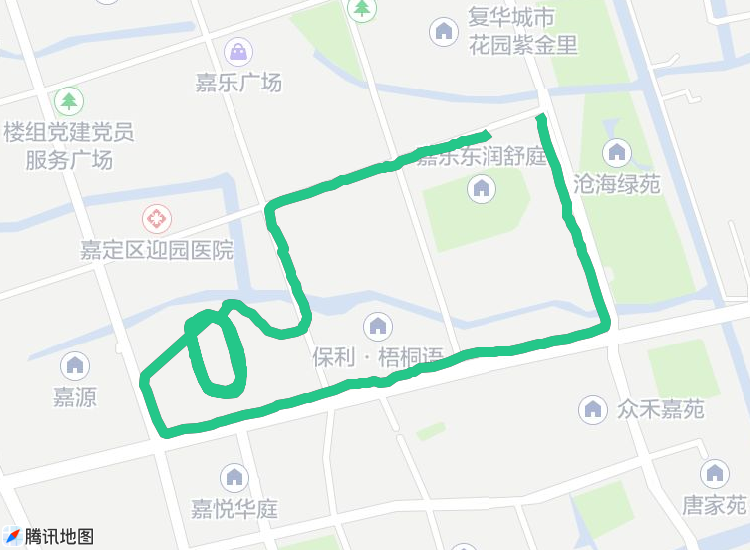 复华城市
花园紫金里
嘉乐广场
楼组党建党员
服务广场
嘉乐东润舒庭
沧海绿苑
嘉定区迎园医院
保利·梧桐语
嘉源
众禾嘉苑
嘉悦华庭
唐家苑
腾讯地图